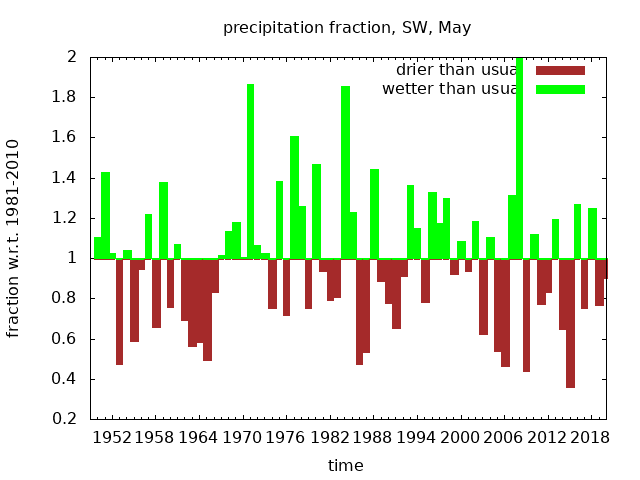 precipitation fraction, SW, May
drier than usual
wetter than usual
fraction w.r.t. 1981-2010
2
1.8
1.6
1.4
1.2
1
0.8
0.6
0.4
0.2
1952 1958 1964 1970 1976 1982 1988 1994 2000 2006 2012 2018
time